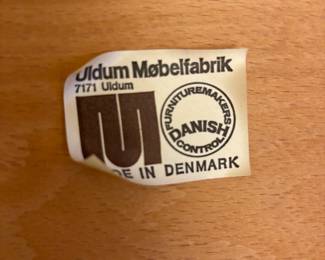 Uldum Møbelfabrik
7171 Uldum
FURNITUREMAKERS
DANISH
CONTROL
DE IN DENMARK